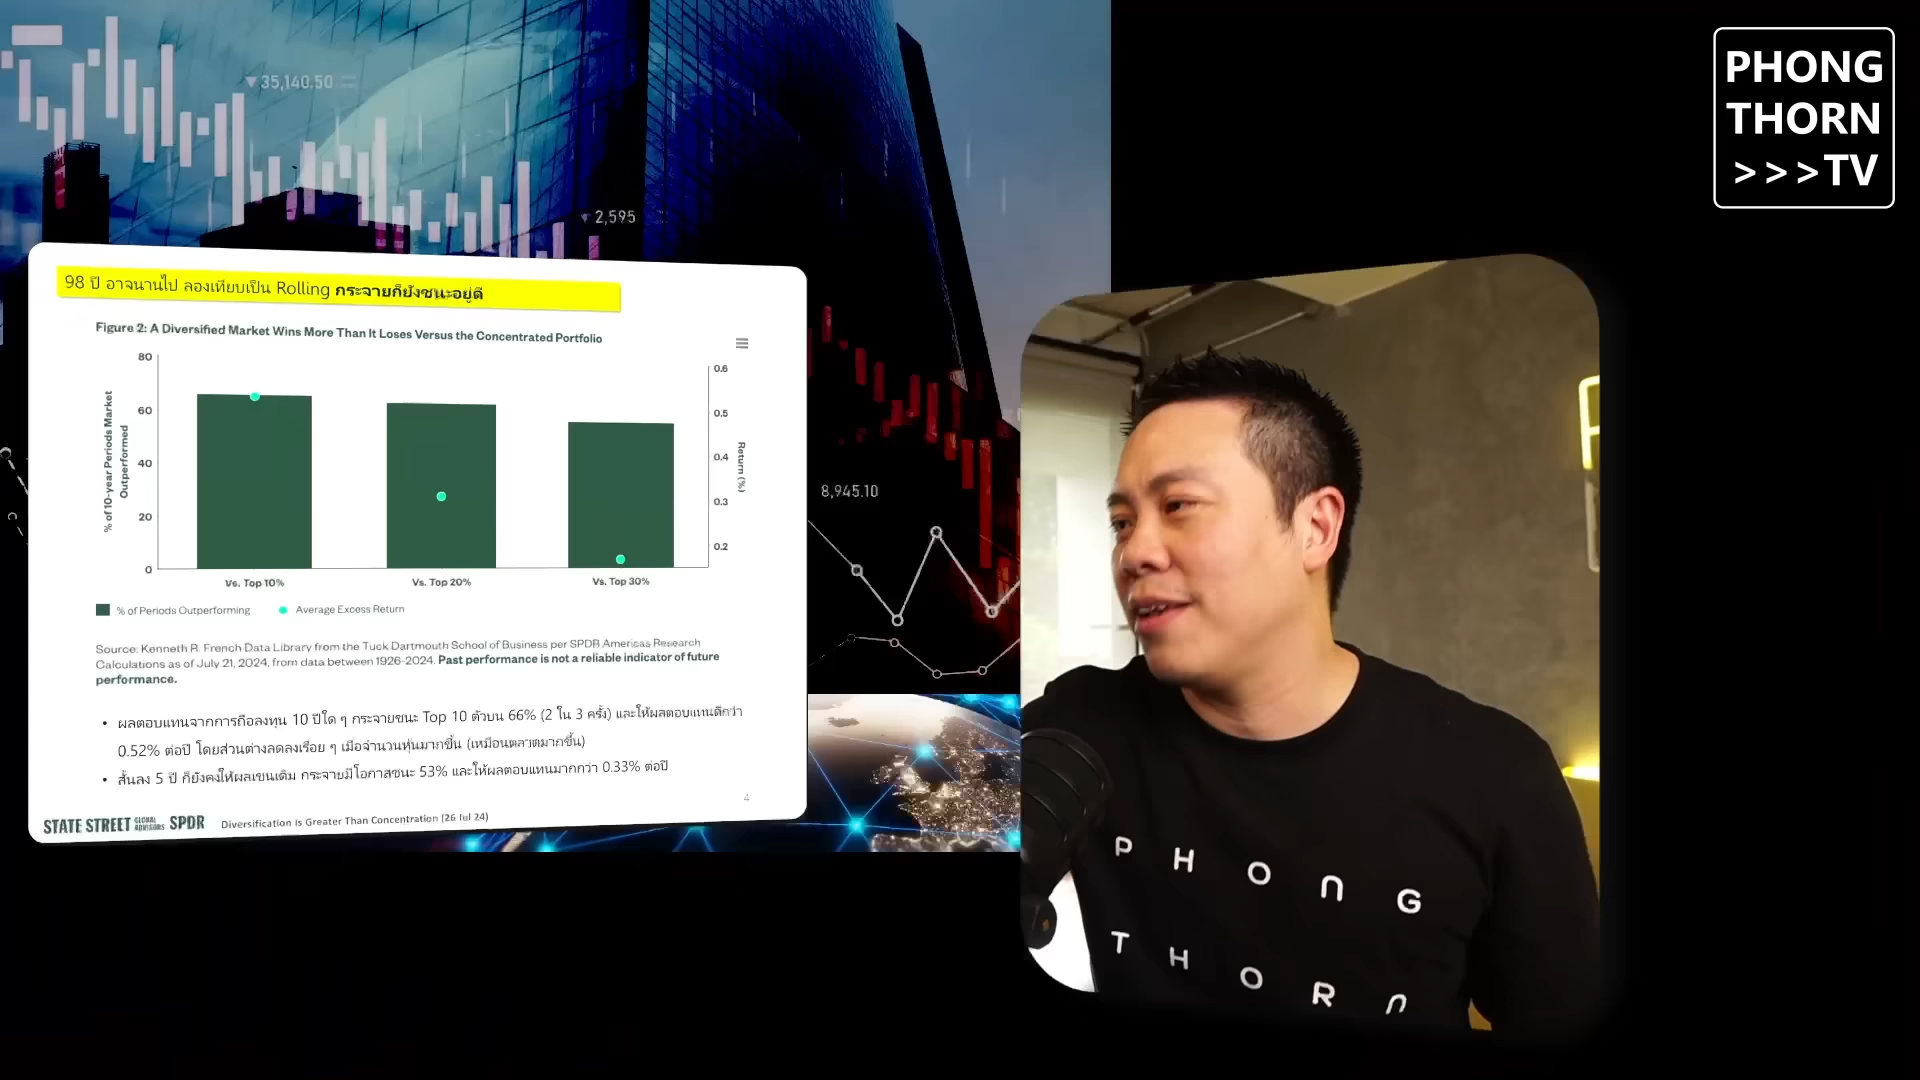 PHONG
THORN
>>>TV
35,140.50
2,595
8,945.10
98 ปี อาจนานไป ลองเทียบเป็น Rolling กระจายก็ยังชนะอยู่ดี
Figure 2: A Diversified Market Wins More Than It Loses Versus the Concentrated Portfolio
% of 10-year Periods Market
Outperformed
80
60
40
20
0
0.6
0.5
0.4
0.3
0.2
Return (%)
Vs. Top 10%
Vs. Top 20%
Vs. Top 30%
% of Periods Outperforming
Average Excess Return
Source: Kenneth R. French Data Library from the Tuck Dartmouth School of Business per SPDR Americas Research
Calculations as of July 21, 2024, from data between 1926-2024. Past performance is not a reliable indicator of future
performance.
• ผลตอบแทนจากการถือลงทุน 10 ปีใด ๆ กระจายชนะ Top 10 ตัวบน 66% (2 ใน 3 ครั้ง) และให้ผลตอบแทนดีกว่า
0.52% ต่อปี โดยส่วนต่างลดลงเรื่อย ๆ เมื่อจำนวนหุ้นมากขึ้น (เหมือนตลาดมากขึ้น)
• สั้นลง 5 ปี ก็ยังคงให้ผลเช่นเดิม กระจายมีโอกาสชนะ 53% และให้ผลตอบแทนมากกว่า 0.33% ต่อปี
4
STATE STREET GLOBAL ADVISORS SPDR
Diversification Is Greater Than Concentration (26 Jul 24)
PHONG
THORN